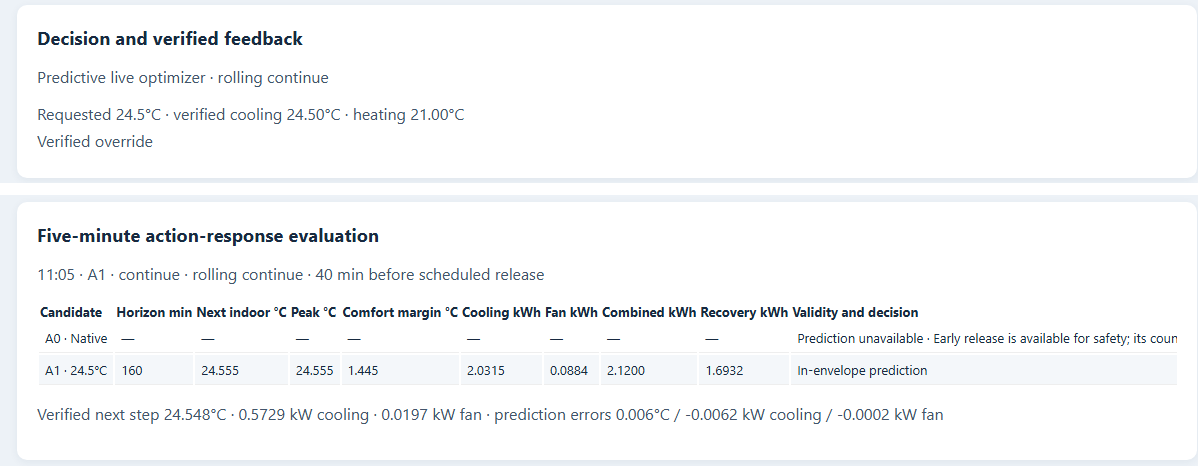 Decision and verified feedback
Predictive live optimizer · rolling continue
Requested 24.5°C · verified cooling 24.50°C · heating 21.00°C
Verified override
Five-minute action-response evaluation
11:05 · A1 · continue · rolling continue · 40 min before scheduled release
Candidate Horizon min Next indoor °C Peak °C Comfort margin °C Cooling kWh Fan kWh Combined kWh Recovery kWh Validity and decision
A0 · Native — — — — — — — — Prediction unavailable · Early release is available for safety; its coun
A1 · 24.5°C 160 24.555 24.555 1.445 2.0315 0.0884 2.1200 1.6932 In-envelope prediction
Verified next step 24.548°C · 0.5729 kW cooling · 0.0197 kW fan · prediction errors 0.006°C / -0.0062 kW cooling / -0.0002 kW fan